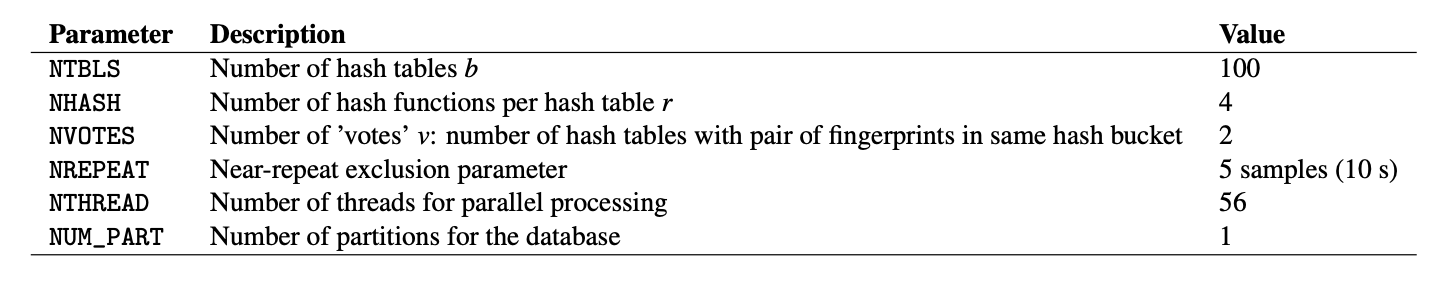 Parameter Description Value
NTBLS Number of hash tables b 100
NHASH Number of hash functions per hash table r 4
NVOTES Number of ’votes’ v: number of hash tables with pair of fingerprints in same hash bucket 2
NREPEAT Near-repeat exclusion parameter 5 samples (10 s)
NTHREAD Number of threads for parallel processing 56
NUM_PART Number of partitions for the database 1